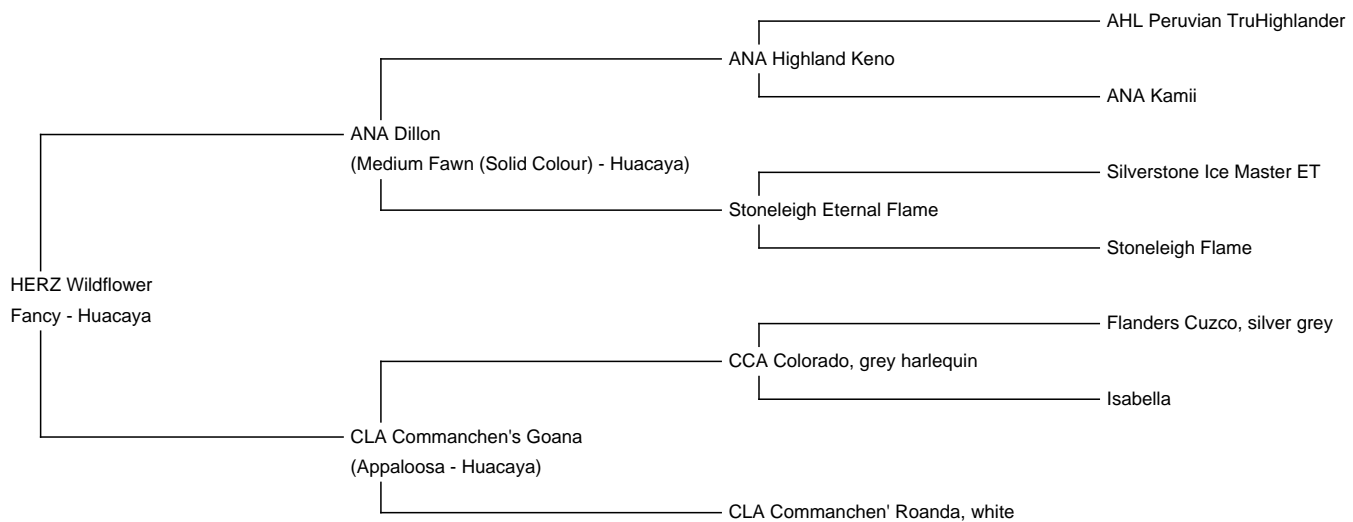 AHL Peruvian TruHighlander
ANA Highland Keno
ANA Kamii
ANA Dillon
(Medium Fawn (Solid Colour) - Huacaya)
Silverstone Ice Master ET
Stoneleigh Eternal Flame
Stoneleigh Flame
HERZ Wildflower
Fancy - Huacaya
Flanders Cuzco, silver grey
CCA Colorado, grey harlequin
Isabella
CLA Commanchen's Goana
(Appaloosa - Huacaya)
CLA Commanchen' Roanda, white